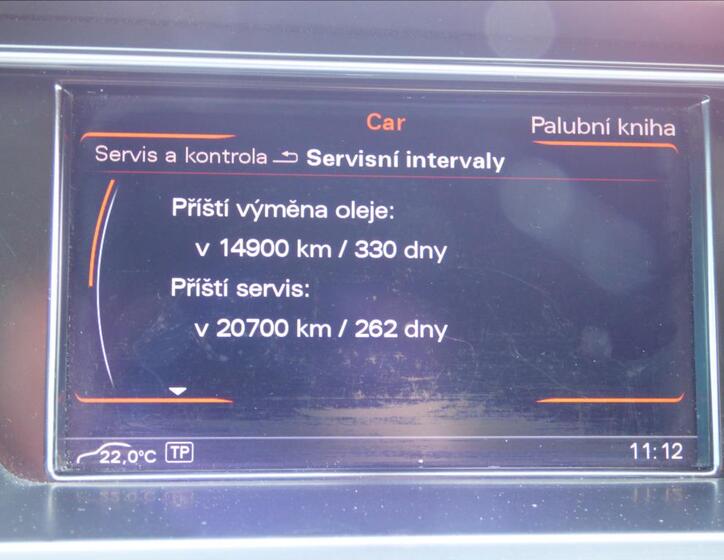 Car
Palubní kniha
Servis a kontrola Servisní intervaly
Příští výměna oleje:
v 14900 km / 330 dny
Příští servis:
v 20700 km / 262 dny
22,0°C TP 11:12